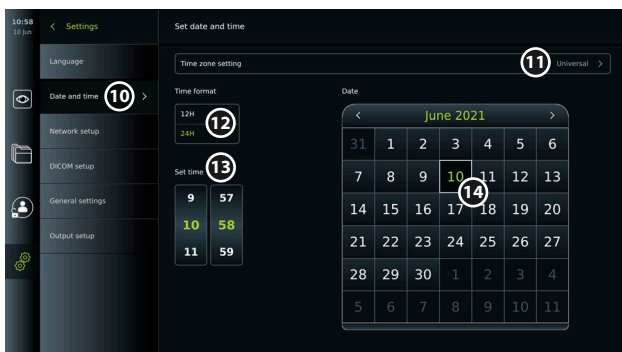 10:58
10 Jun
Settings
Set date and time
Language
Time zone setting
11
Universal
Date and time
10
Time format
Date
12H
24H
12
June 2021
Network setup
31 1 2 3 4 5 6
DICOM setup
Set time
13
7 8 9 10 11 12 13
14
General settings
9 57
14 15 16 17 18 19 20
10 58
Output setup
21 22 23 24 25 26 27
11 59
28 29 30 1 2 3 4
5 6 7 8 9 10 11